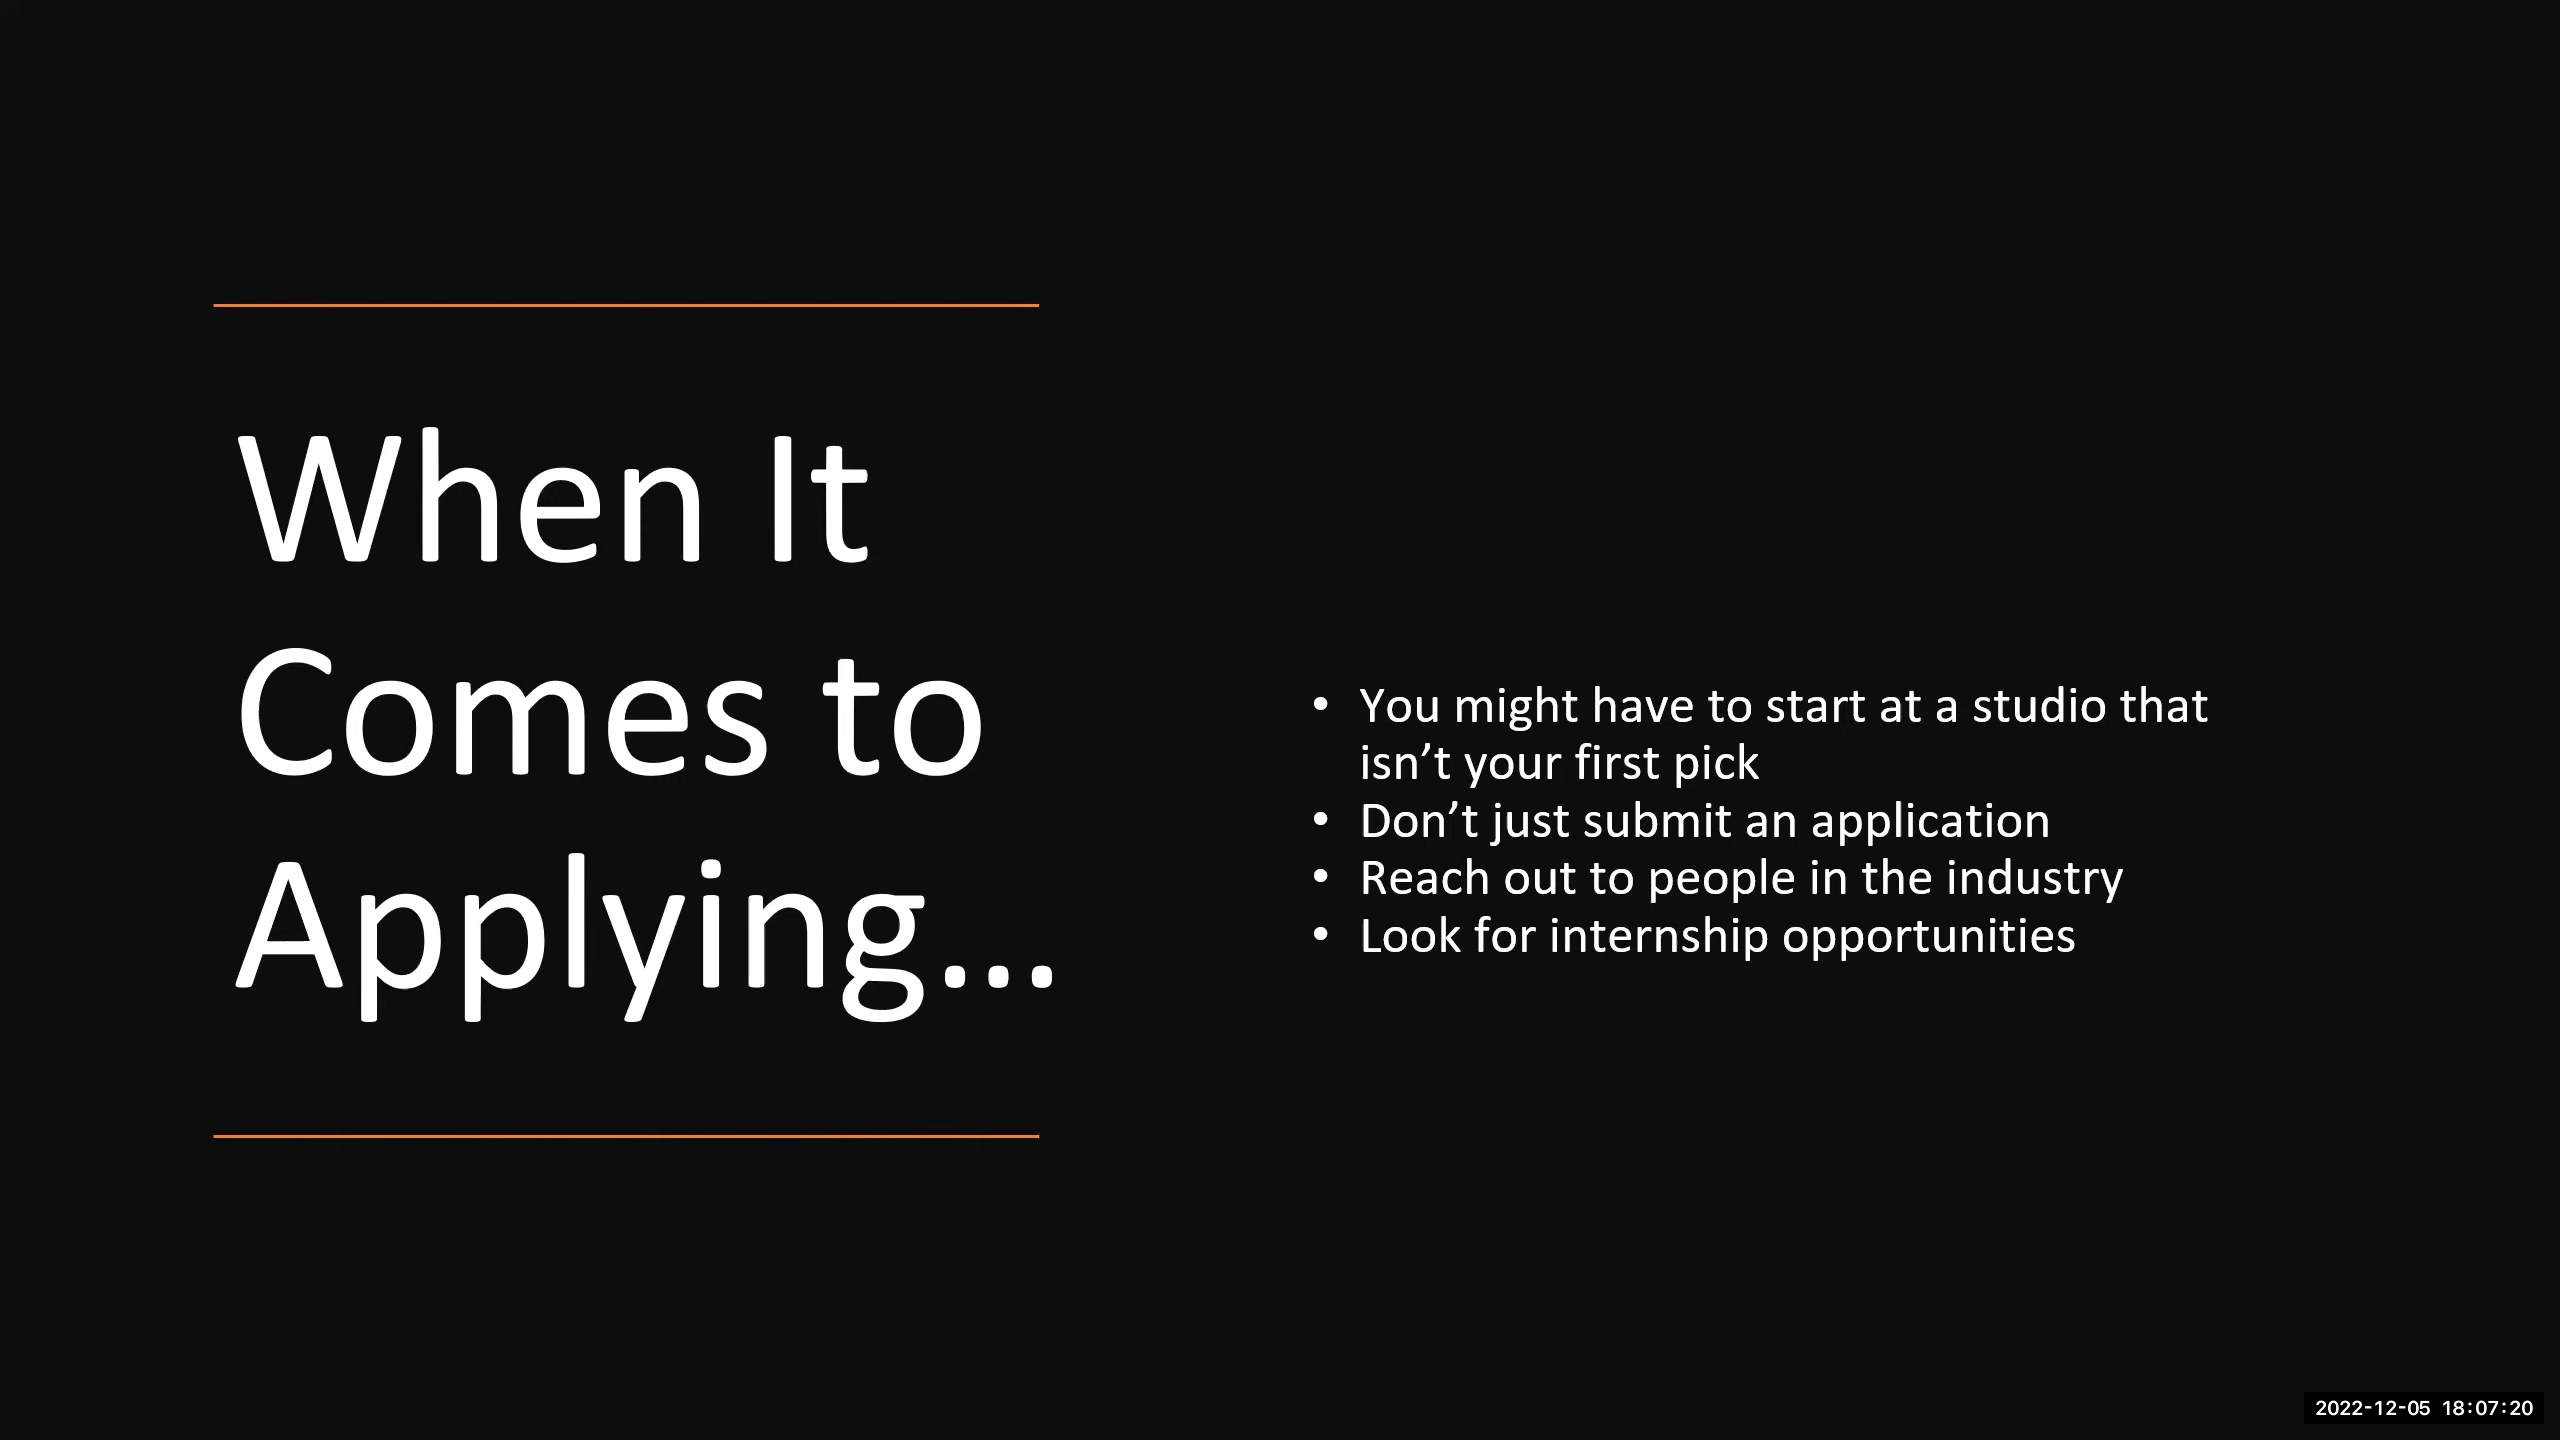 When It
Comes to
Applying...
• You might have to start at a studio that
isn’t your first pick
• Don’t just submit an application
• Reach out to people in the industry
• Look for internship opportunities
2022-12-05 18:07:20